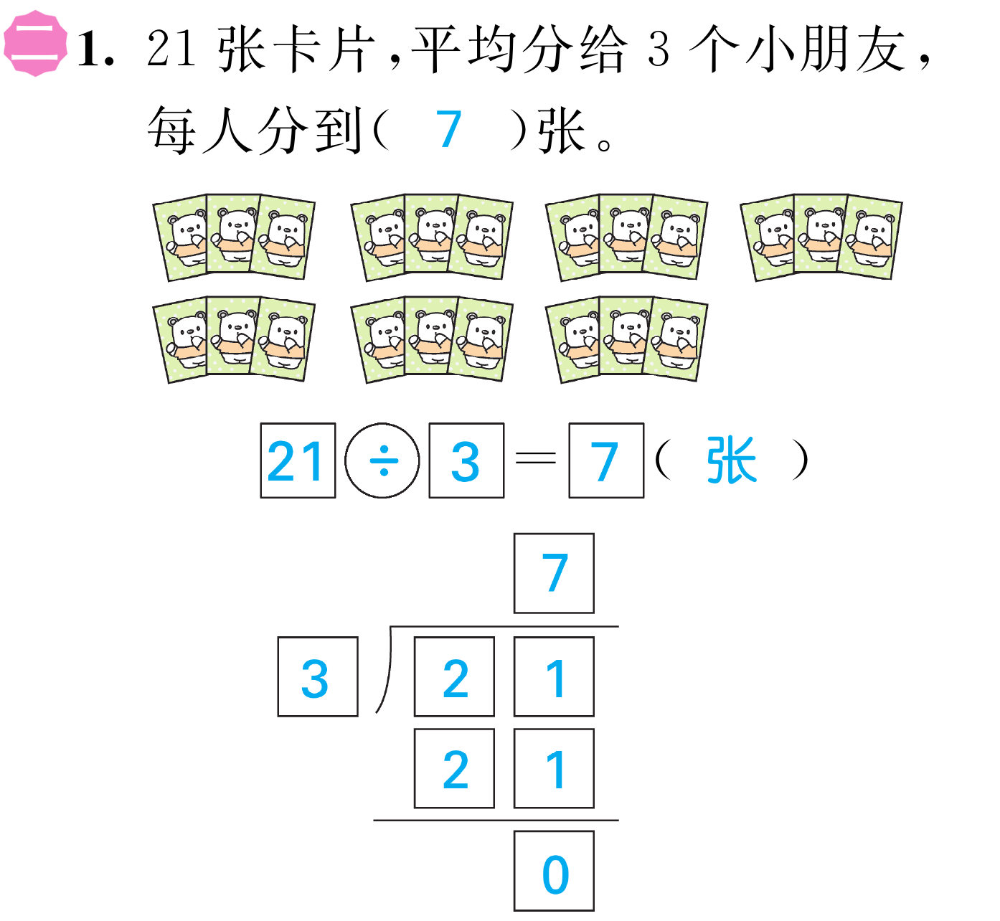 二 1. 21 张卡片，平均分给 3 个小朋友，
每人分到( 7 )张。
21 ÷ 3 = 7 ( 张 )
7
3 2 1
2 1
0